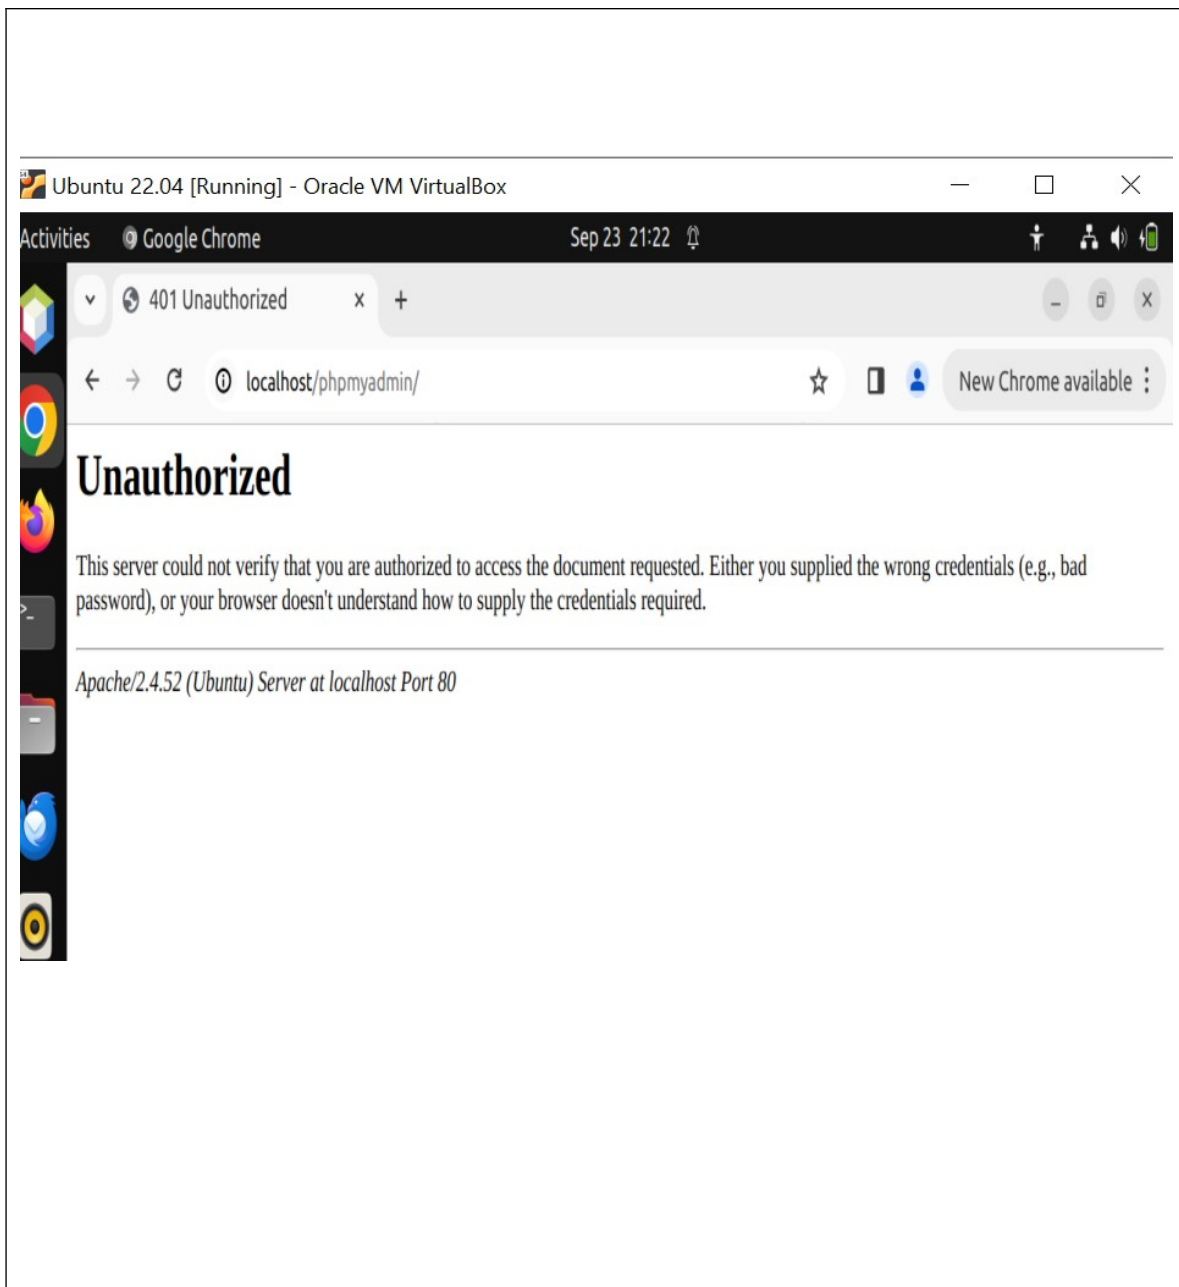 Ubuntu 22.04 [Running] - Oracle VM VirtualBox
Activities Google Chrome Sep 23 21:22
401 Unauthorized
localhost/phpmyadmin/ New Chrome available
Unauthorized
This server could not verify that you are authorized to access the document requested. Either you supplied the wrong credentials (e.g., bad
password), or your browser doesn't understand how to supply the credentials required.
Apache/2.4.52 (Ubuntu) Server at localhost Port 80